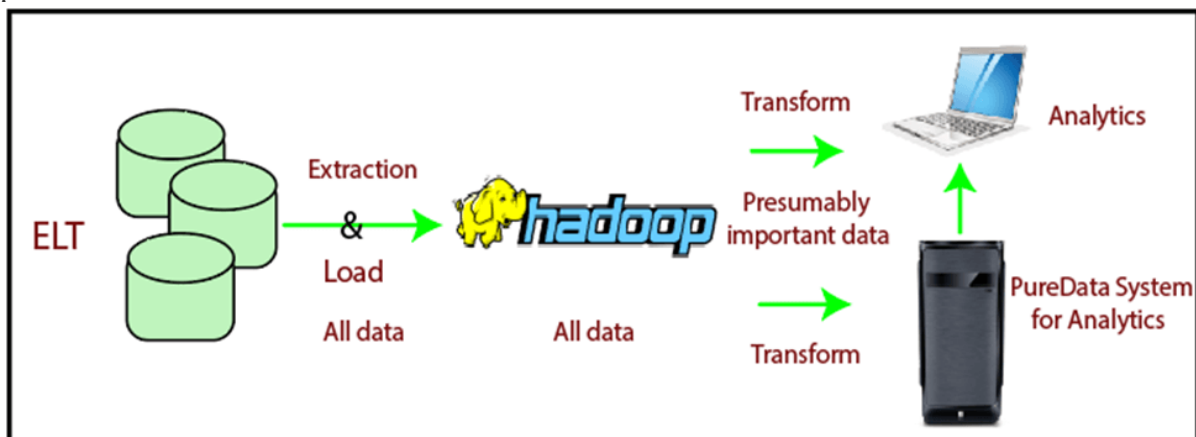 ELT
Extraction
&
Load
All data
hadoop
All data
Transform
Presumably
important data
Transform
Analytics
PureData System
for Analytics